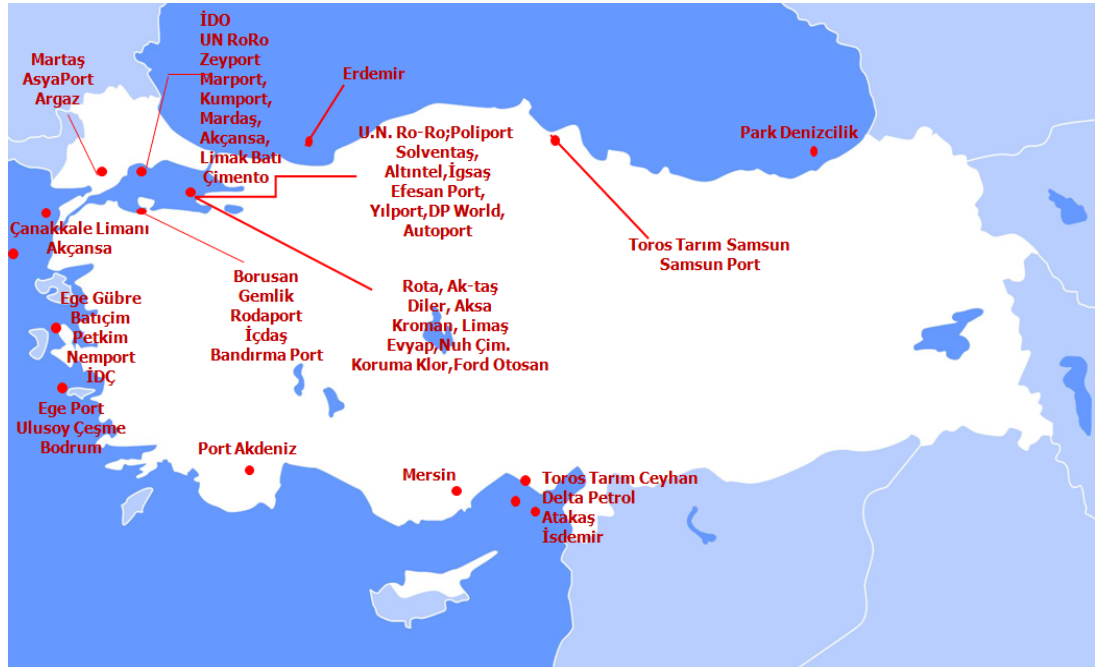 İDO
UN RoRo
Zeyport
Marport,
Kumport,
Mardaş,
Akçansa,
Limak Batı
Çimento
Martaş
AsyaPort
Argaz
Erdemir
U.N. Ro-Ro;Poliport
Solventaş,
Altıntel,İgsaş
Efesan Port,
Yılport,DP World,
Autoport
Park Denizcilik
Toros Tarım Samsun
Samsun Port
Çanakkale Limanı
Akçansa
Borusan
Gemlik
Rodaport
İçdaş
Bandırma Port
Rota, Ak-taş
Diler, Aksa
Kroman, Limaş
Evyap,Nuh Çim.
Koruma Klor,Ford Otosan
Ege Gübre
Batıçim
Petkim
Nemport
İDÇ
Ege Port
Ulusoy Çeşme
Bodrum
Port Akdeniz
Mersin
Toros Tarım Ceyhan
Delta Petrol
Atakaş
İsdemir